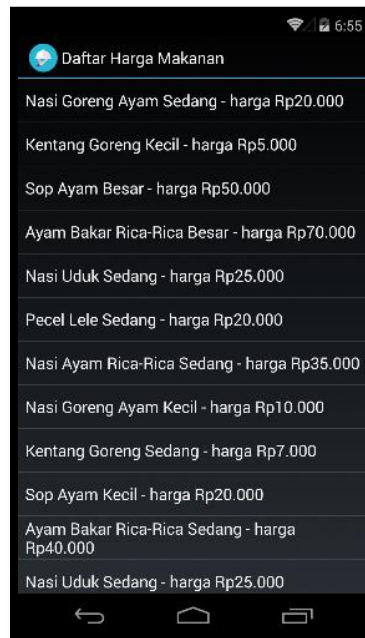 6:55
Daftar Harga Makanan
Nasi Goreng Ayam Sedang - harga Rp20.000
Kentang Goreng Kecil - harga Rp5.000
Sop Ayam Besar - harga Rp50.000
Ayam Bakar Rica-Rica Besar - harga Rp70.000
Nasi Uduk Sedang - harga Rp25.000
Pecel Lele Sedang - harga Rp20.000
Nasi Ayam Rica-Rica Sedang - harga Rp35.000
Nasi Goreng Ayam Kecil - harga Rp10.000
Kentang Goreng Sedang - harga Rp7.000
Sop Ayam Kecil - harga Rp20.000
Ayam Bakar Rica-Rica Sedang - harga
Rp40.000
Nasi Uduk Sedang - harga Rp25.000